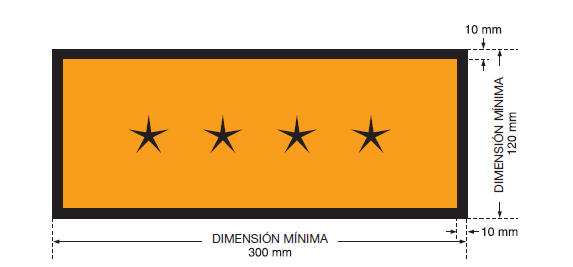 10 mm
★ ★ ★ ★
DIMENSIÓN MÍNIMA
120 mm
10 mm
DIMENSIÓN MÍNIMA
300 mm